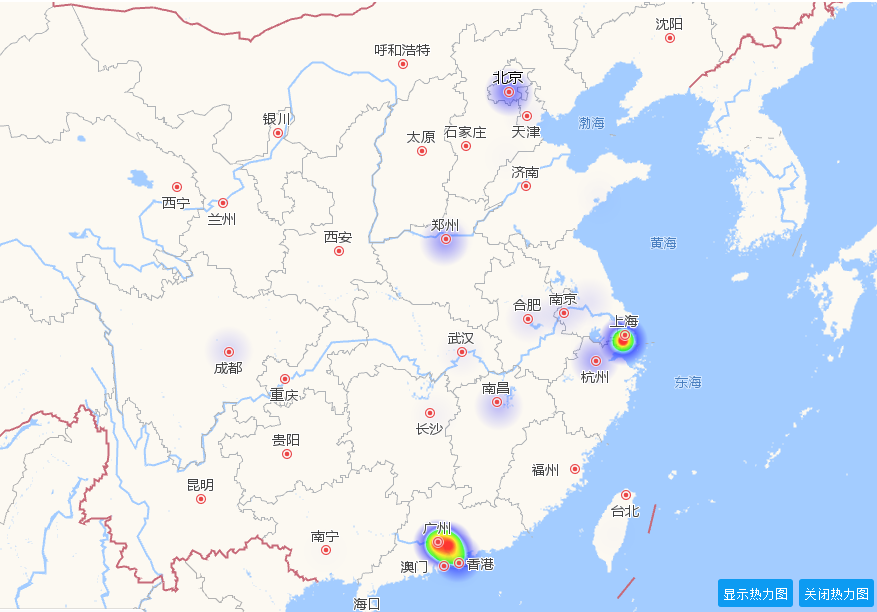 沈阳
呼和浩特
北京
银川
天津
渤海
太原
石家庄
济南
西宁
兰州
郑州
西安
黄海
合肥
南京
上海
武汉
成都
杭州
东海
重庆
南昌
长沙
贵阳
福州
昆明
台北
广州
南宁
澳门
香港
海口
显示热力图
关闭热力图